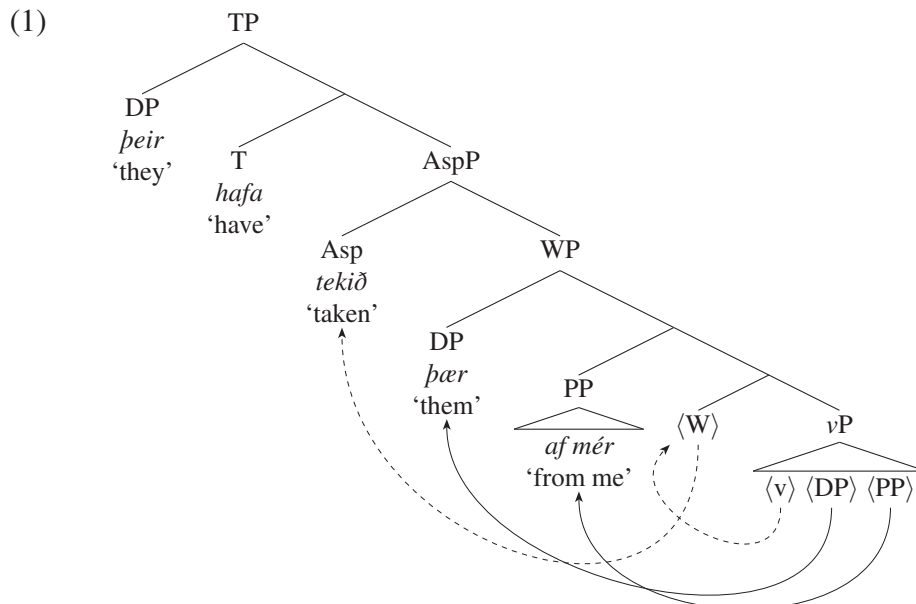 (1)
TP
DP
þeir
‘they’
T
hafa
‘have’
AspP
Asp
tekið
‘taken’
WP
DP
þær
‘them’
PP
af mér
‘from me’
⟨W⟩
vP
⟨v⟩ ⟨DP⟩ ⟨PP⟩